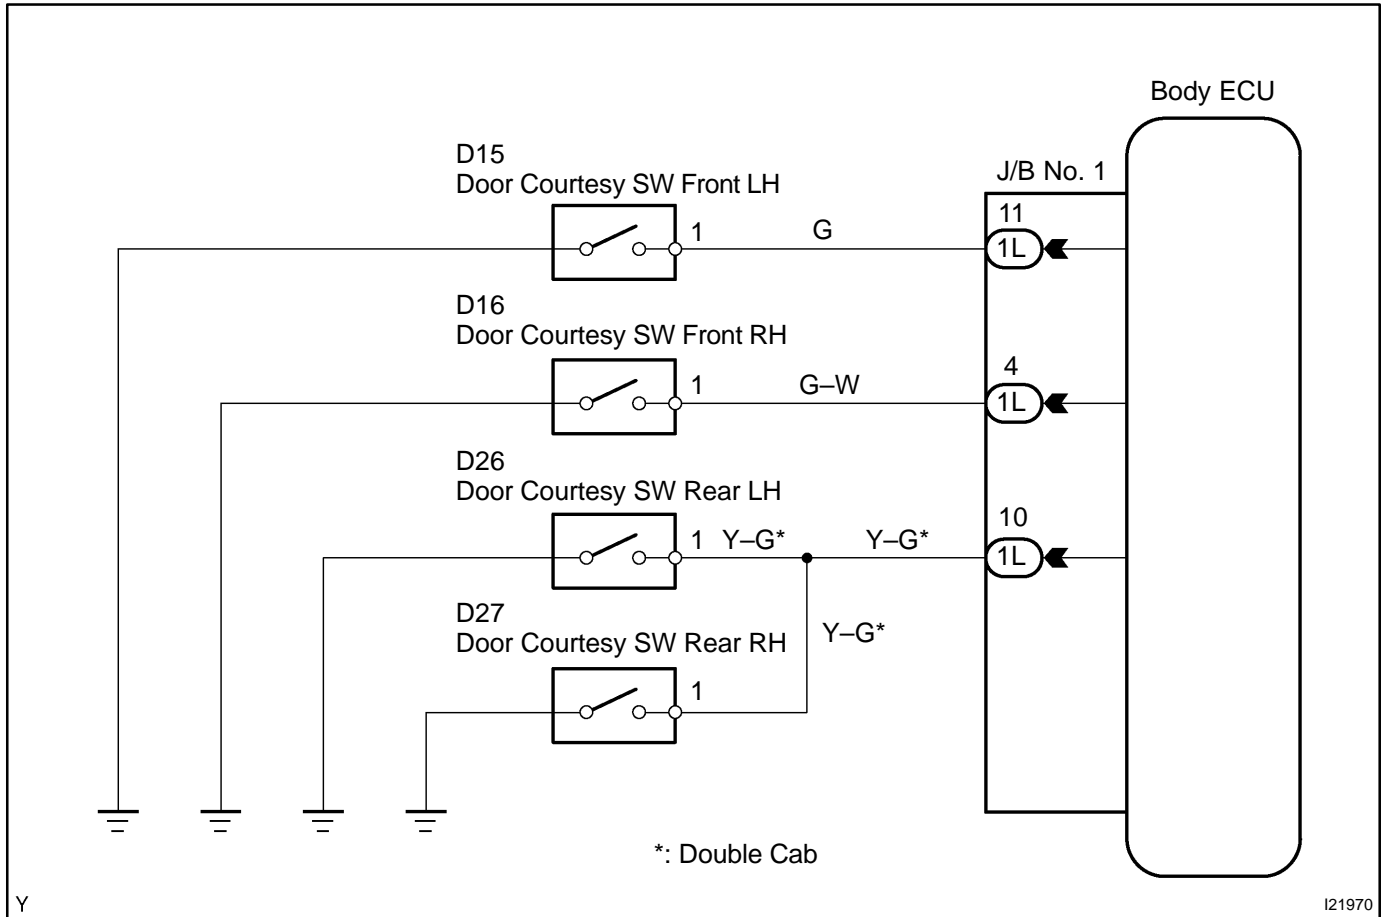 Body ECU
D15
Door Courtesy SW Front LH
J/B No. 1
1
G
11
1L
D16
Door Courtesy SW Front RH
1
G–W
4
1L
D26
Door Courtesy SW Rear LH
1
Y–G*
Y–G*
10
1L
D27
Door Courtesy SW Rear RH
Y–G*
1
*: Double Cab
Y
I21970